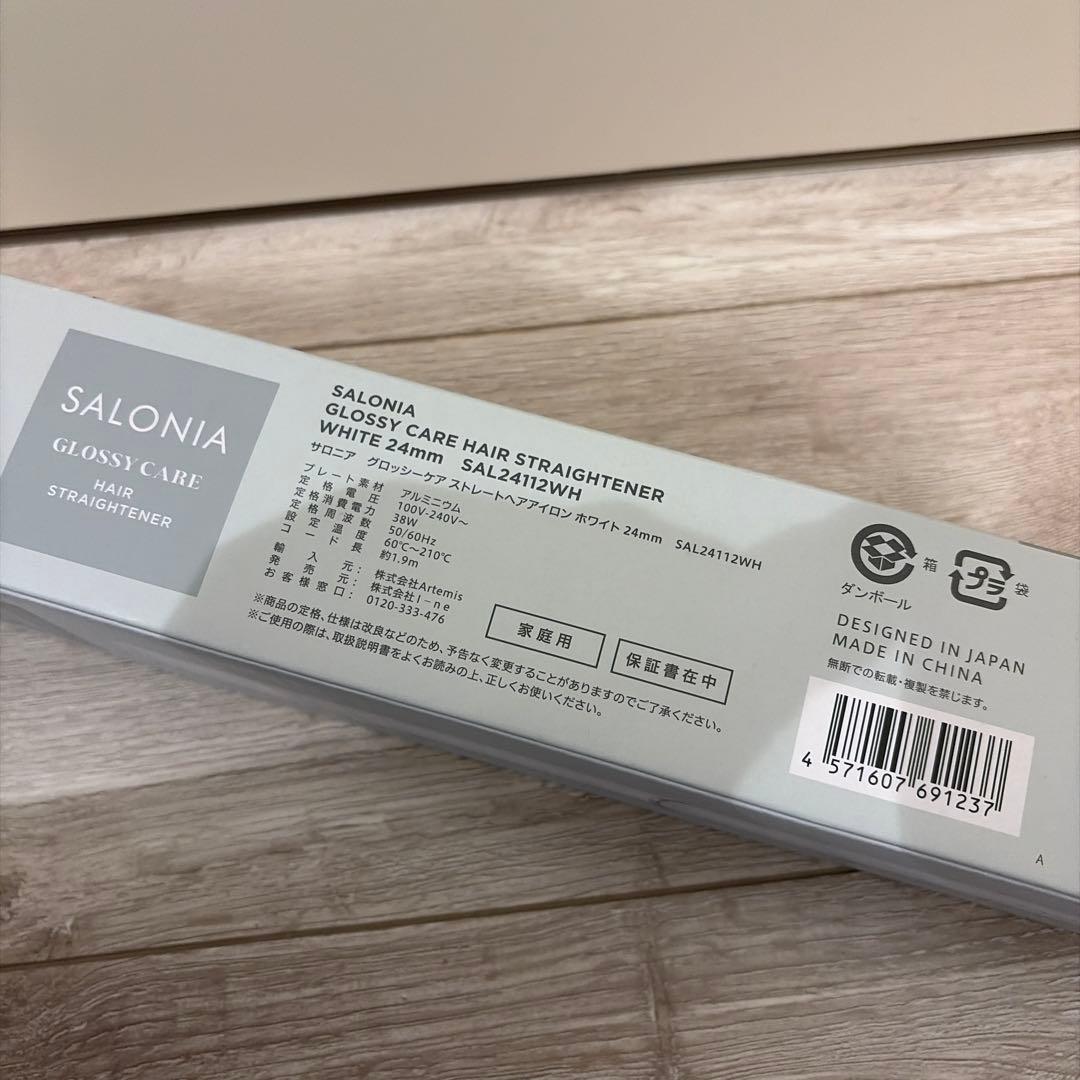 SALONIA
GLOSSY CARE
HAIR
STRAIGHTENER
SALONIA
GLOSSY CARE HAIR STRAIGHTENER
WHITE 24mm SAL24112WH
サロニア グロッシーケア ストレートヘアアイロン ホワイト 24mm SAL24112WH
プレート素材 アルミニウム
定格電圧 100V-240V~
定格消費電力 38W
定格周波数 50/60Hz
設定温度 60℃~210℃
コード長 約1.9m
輸入元: 株式会社Artemis
発売元: 株式会社I-ne
お客様窓口: 0120-333-476
※商品の定格、仕様は改良などのため、予告なく変更することがありますのでご了承ください。
※ご使用の際は、取扱説明書をよくお読みの上、正しくお使いください。
家庭用
保証書在中
箱
ダンボール
プラ
袋
DESIGNED IN JAPAN
MADE IN CHINA
無断での転載・複製を禁じます。
4 571607 691237
A